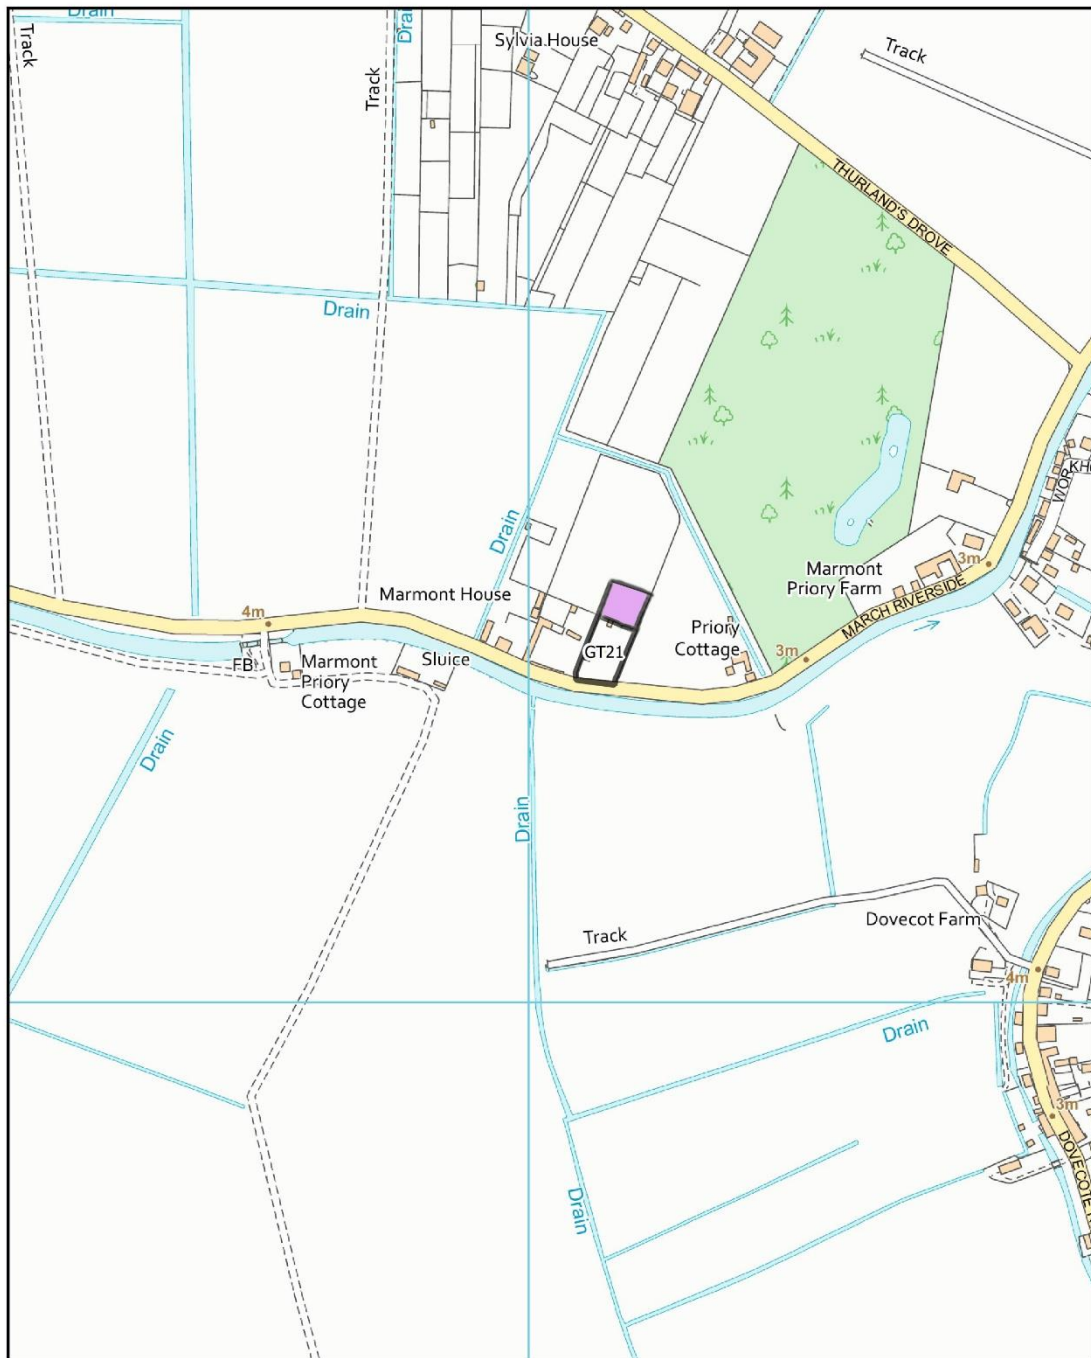 Drain
Drain
Track
Track
Sylvia.House
Track
THURLAND'S DROVE
Drain
Drain
Marmont House
Marmont
Priory Farm
3m
MARCH RIVERSIDE
4m
GT21
Priory
Cottage
3m
Sluice
FB
Marmont
Priory
Cottage
Drain
Drain
Track
Dovecot Farm
4m
Drain
3m
Drain